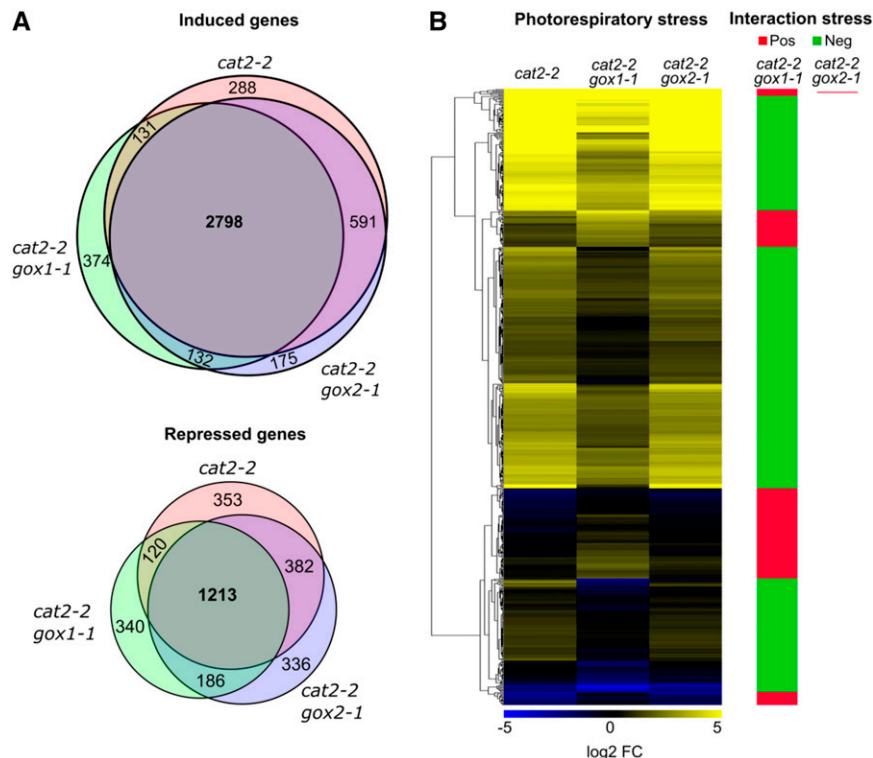 A
Induced genes
cat2-2
288
131
2798
591
cat2-2
gox1-1
374
132
175
cat2-2
gox2-1
Repressed genes
cat2-2
353
120
382
1213
cat2-2
gox1-1
340
186
336
cat2-2
gox2-1
B
Photorespiratory stress
Interaction stress
Pos Neg
cat2-2
cat2-2
gox1-1
cat2-2
gox2-1
cat2-2
gox1-1
cat2-2
gox2-1
-5 0 5
log2 FC